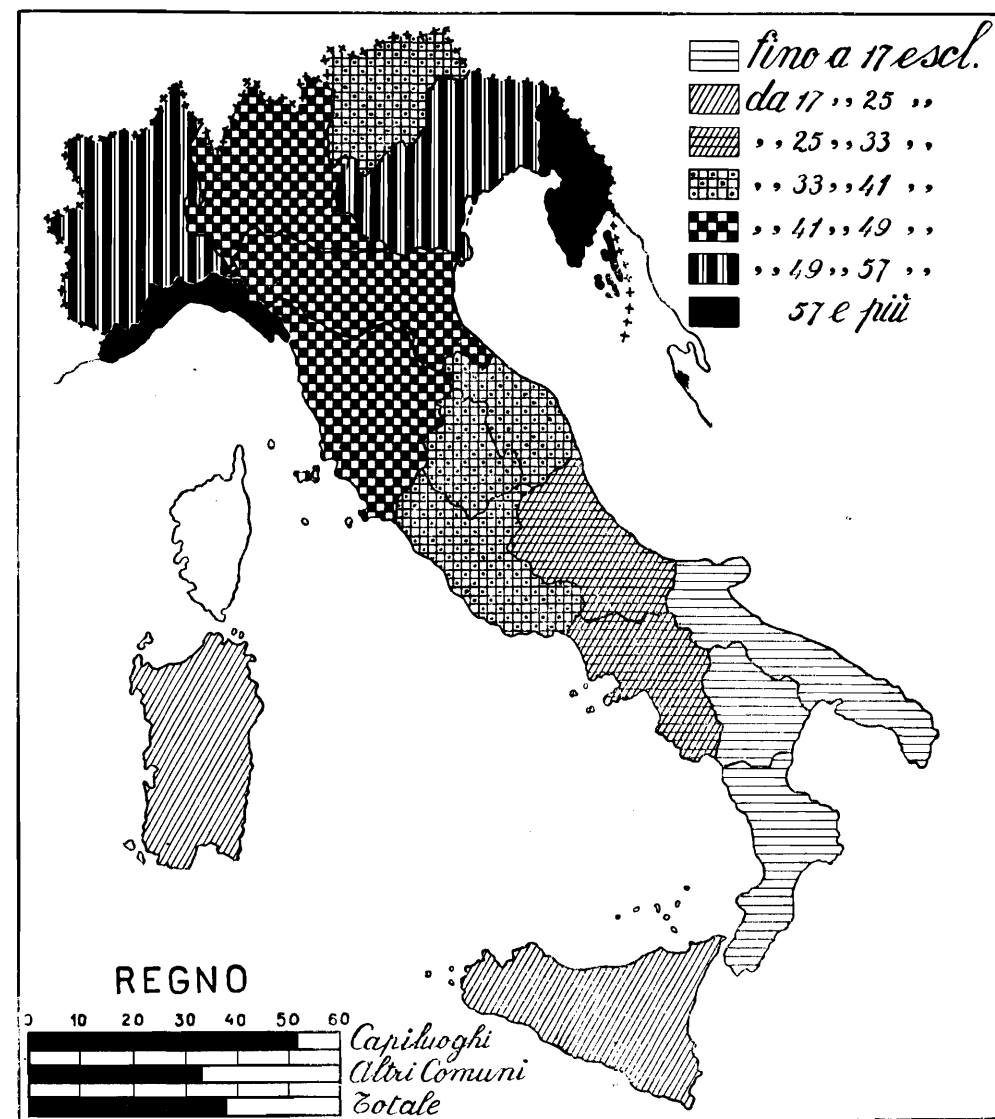 fino a 17 escl.
da 17 ,, 25 ,,
,, 25 ,, 33 ,,
,, 33 ,, 41 ,,
,, 41 ,, 49 ,,
,, 49 ,, 57 ,,
57 e più
REGNO
0 10 20 30 40 50 60
Capiluoghi
Altri Comuni
Totale